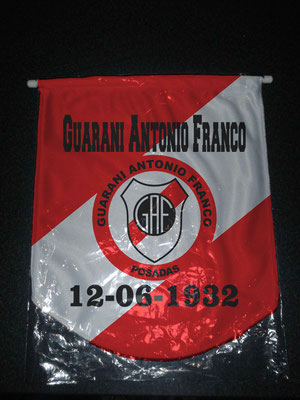 GUARANI ANTONIO FRANCO
GUARANI ANTONIO FRANCO
GAF
POSADAS
12-06-1932